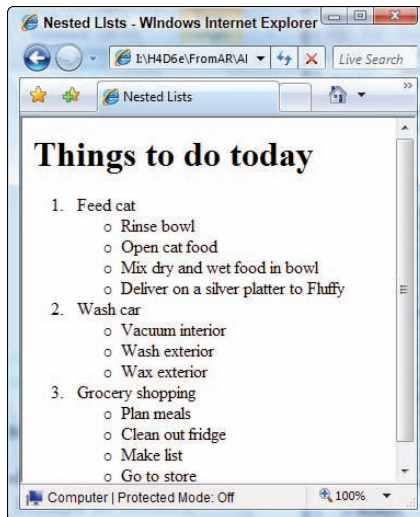 Nested LIsts - WIndows Internet Explorer
I:\H4D6e\FromAR\Al
Live Search
Nested Lists
Things to do today
1. Feed cat
Rinse bowl
Open cat food
Mix dry and wet food in bowl
Deliver on a silver platter to Fluffy
2. Wash car
Vacuum interior
Wash exterior
Wax exterior
3. Grocery shopping
Plan meals
Clean out fridge
Make list
Go to store
Computer | Protected Mode: Off
100%